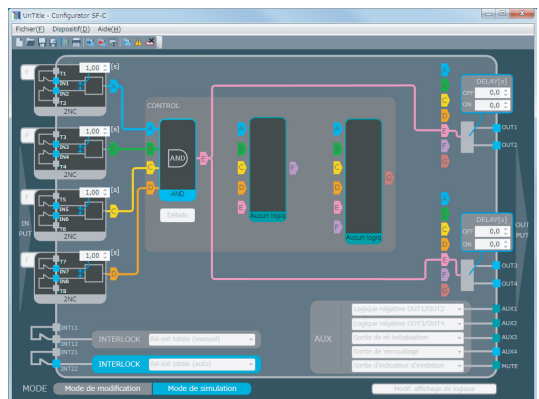 UnTitle - Configurator SF-C
Fichier(F) Dispositif(D) Aide(H)
T1
IN1
IN2
T2
1,00 [s]
2NC
A
T3
IN3
IN4
T4
1,00 [s]
2NC
T5
IN5
IN6
T6
1,00 [s]
2NC
C
T7
IN7
IN8
T8
1,00 [s]
2NC
D
IN
PUT
CONTROL
A
B
C
D
AND
AND
Détails
E
A
B
C
D
E
Aucun logiq
F
A
B
C
D
E
F
Aucun logiq
G
A
B
C
D
E
F
G
DELAY[s]
OFF 0,0
ON 0,0
OUT1
OUT2
A
B
C
D
E
F
G
DELAY[s]
OFF 0,0
ON 0,0
OUT3
OUT4
OUT
PUT
INT11
INT12
INTERLOCK Ré-init totale (manuel)
INT21
INT22
INTERLOCK Ré-init totale (auto)
AUX
Logique négative OUT1/OUT2
AUX1
Logique négative OUT3/OUT4
AUX2
Sortie de ré-initialisation
AUX3
Sortie de verrouillage
AUX4
Sortie d'indicateur d'inhibition
MUTE
MODE Mode de modification Mode de simulation
Modif. affichage de logique